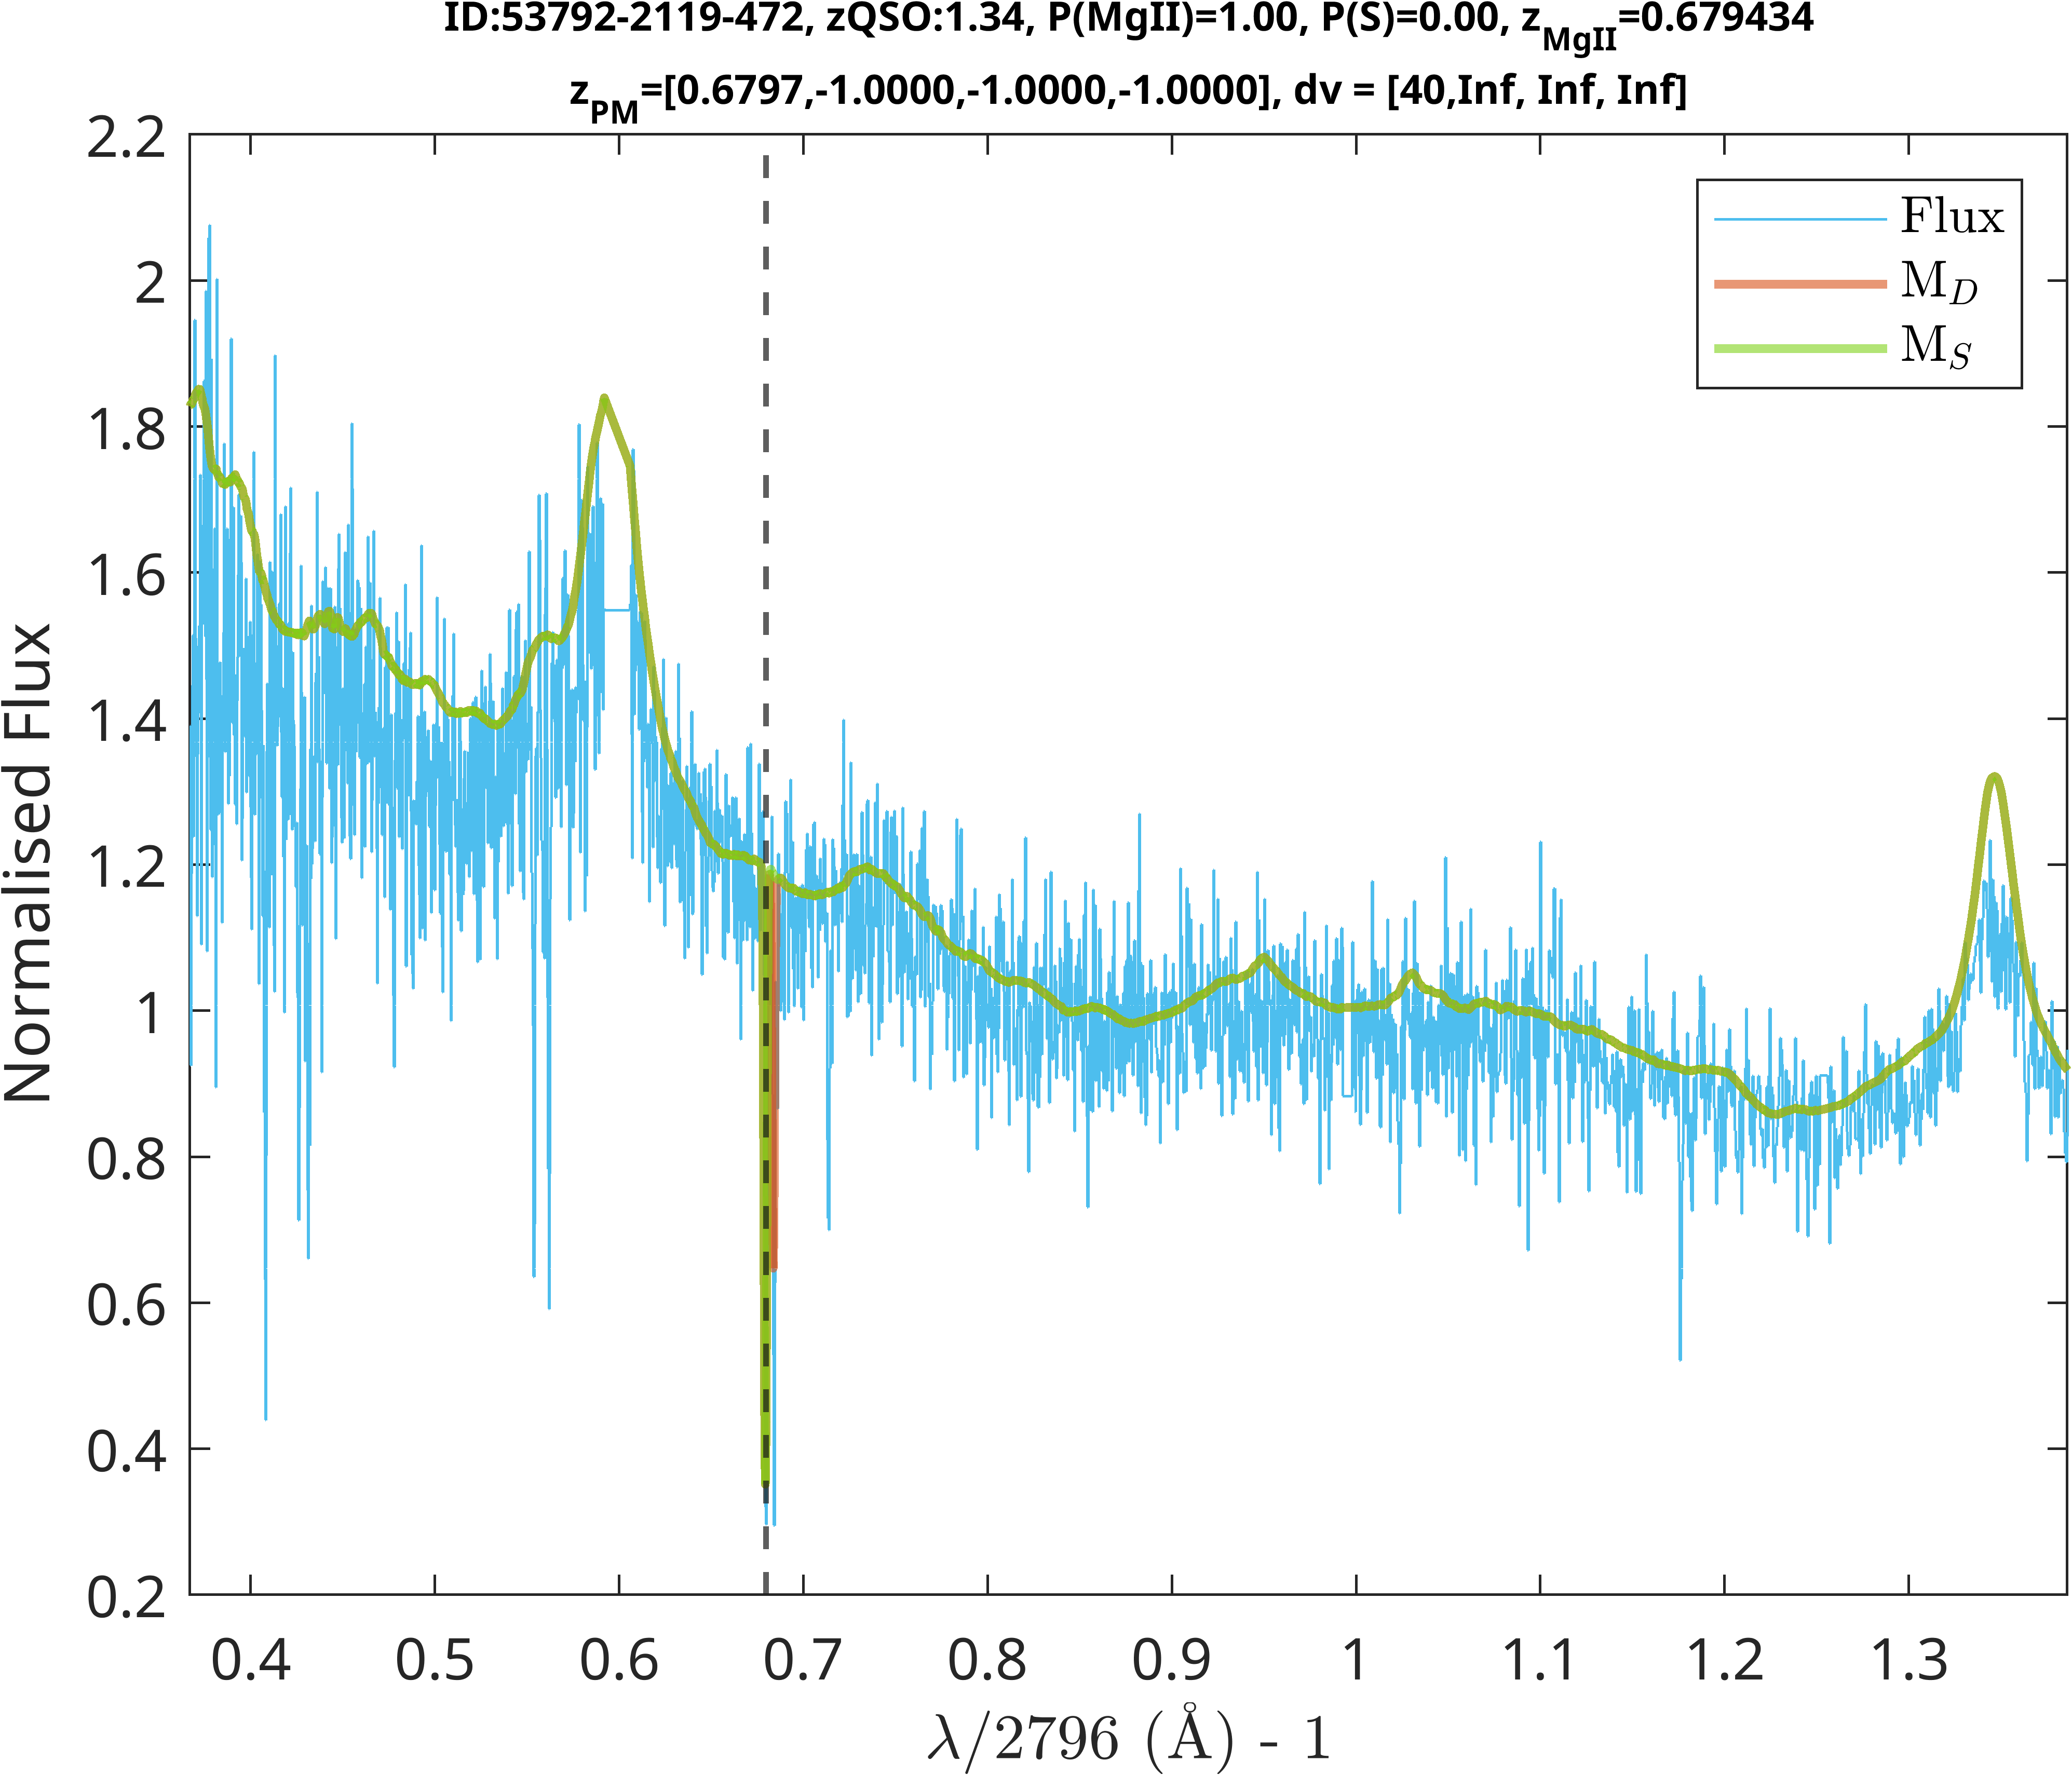 ID:53792-2119-472, zQSO:1.34, P(MgII)=1.00, P(S)=0.00, zMgII=0.679434
zPM=[0.6797,-1.0000,-1.0000,-1.0000], dv = [40,Inf, Inf, Inf]
2.2
2
1.8
1.6
1.4
1.2
1
0.8
0.6
0.4
0.2
Normalised Flux
Flux
MD
MS
0.4 0.5 0.6 0.7 0.8 0.9 1 1.1 1.2 1.3
λ/2796 (Å) - 1